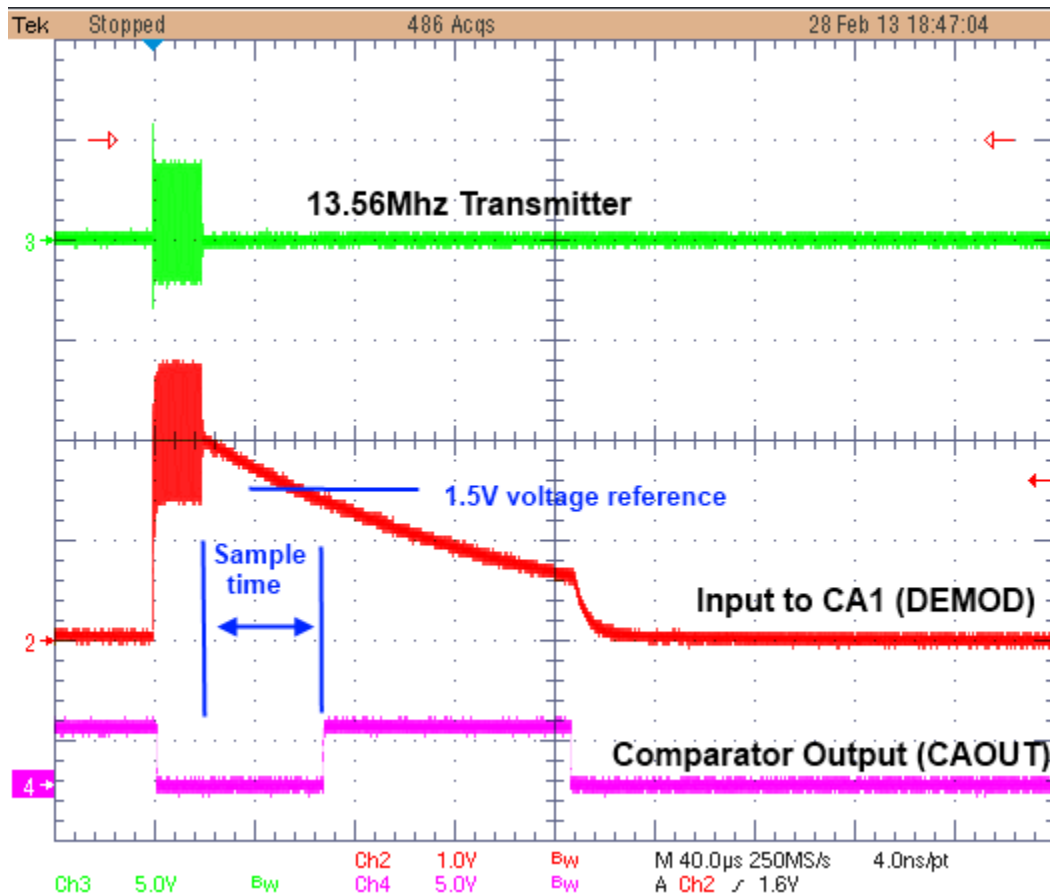 Tek Stopped 486 Acqs 28 Feb 13 18:47:04
13.56Mhz Transmitter
3
1.5V voltage reference
Sample
time
Input to CA1 (DEMOD)
2
Comparator Output (CAOUT)
4
Ch2 1.0V Bw M 40.0µs 250MS/s 4.0ns/pt
Ch3 5.0V Bw Ch4 5.0V Bw A Ch2 ∕ 1.6V